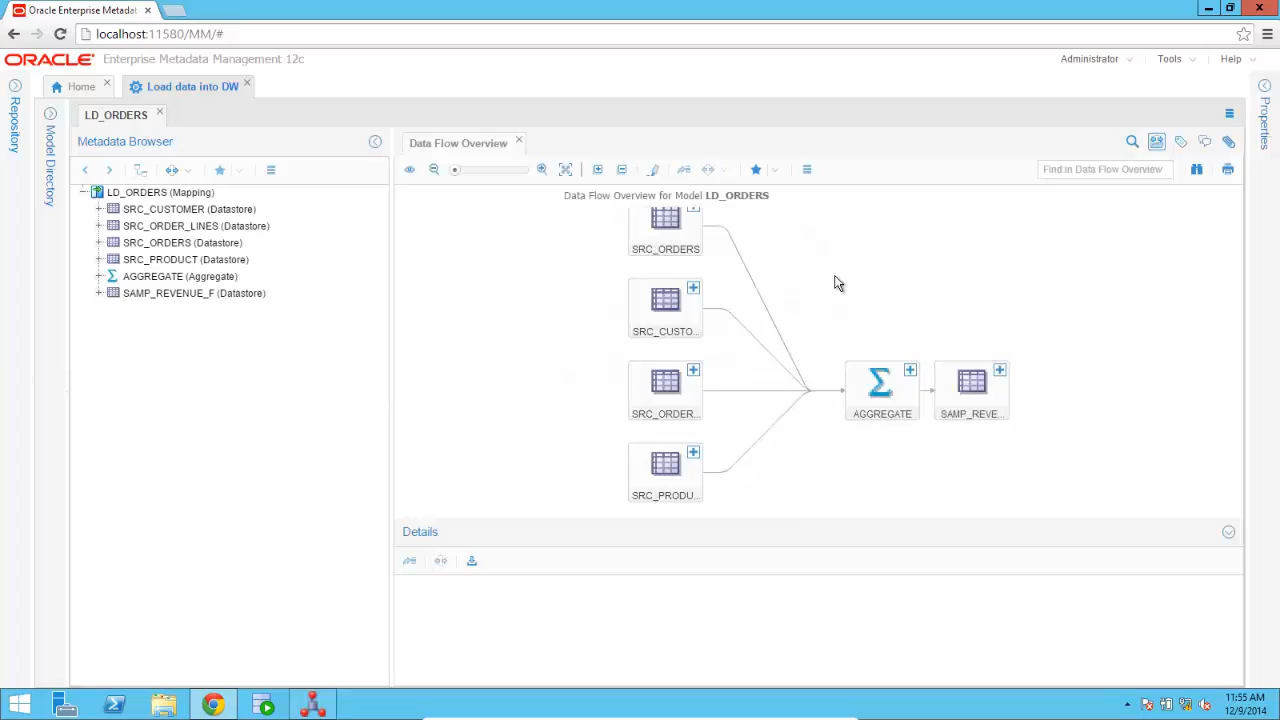 Oracle Enterprise Metada
localhost:11580/MM/#
ORACLE Enterprise Metadata Management 12c
Administrator Tools Help
Home Load data into DW
Repository
Model Directory
Properties
LD_ORDERS
Metadata Browser
Data Flow Overview
Find in Data Flow Overview
LD_ORDERS (Mapping)
SRC_CUSTOMER (Datastore)
SRC_ORDER_LINES (Datastore)
SRC_ORDERS (Datastore)
SRC_PRODUCT (Datastore)
AGGREGATE (Aggregate)
SAMP_REVENUE_F (Datastore)
Data Flow Overview for Model LD_ORDERS
SRC_ORDERS
SRC_CUSTO...
SRC_ORDER...
AGGREGATE
SAMP_REVE...
SRC_PRODU...
Details
11:55 AM
12/9/2014